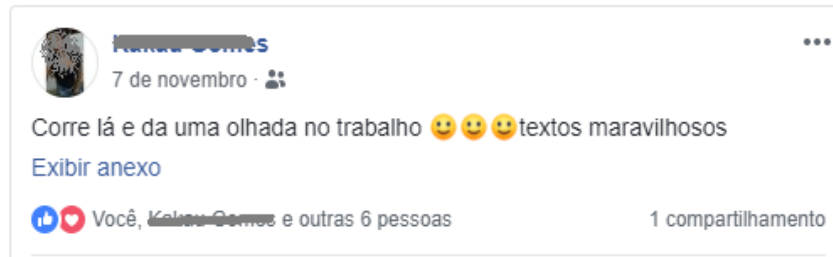 7 de novembro ·
Corre lá e da uma olhada no trabalho 🙂🙂🙂textos maravilhosos
Exibir anexo
Você, e outras 6 pessoas
1 compartilhamento